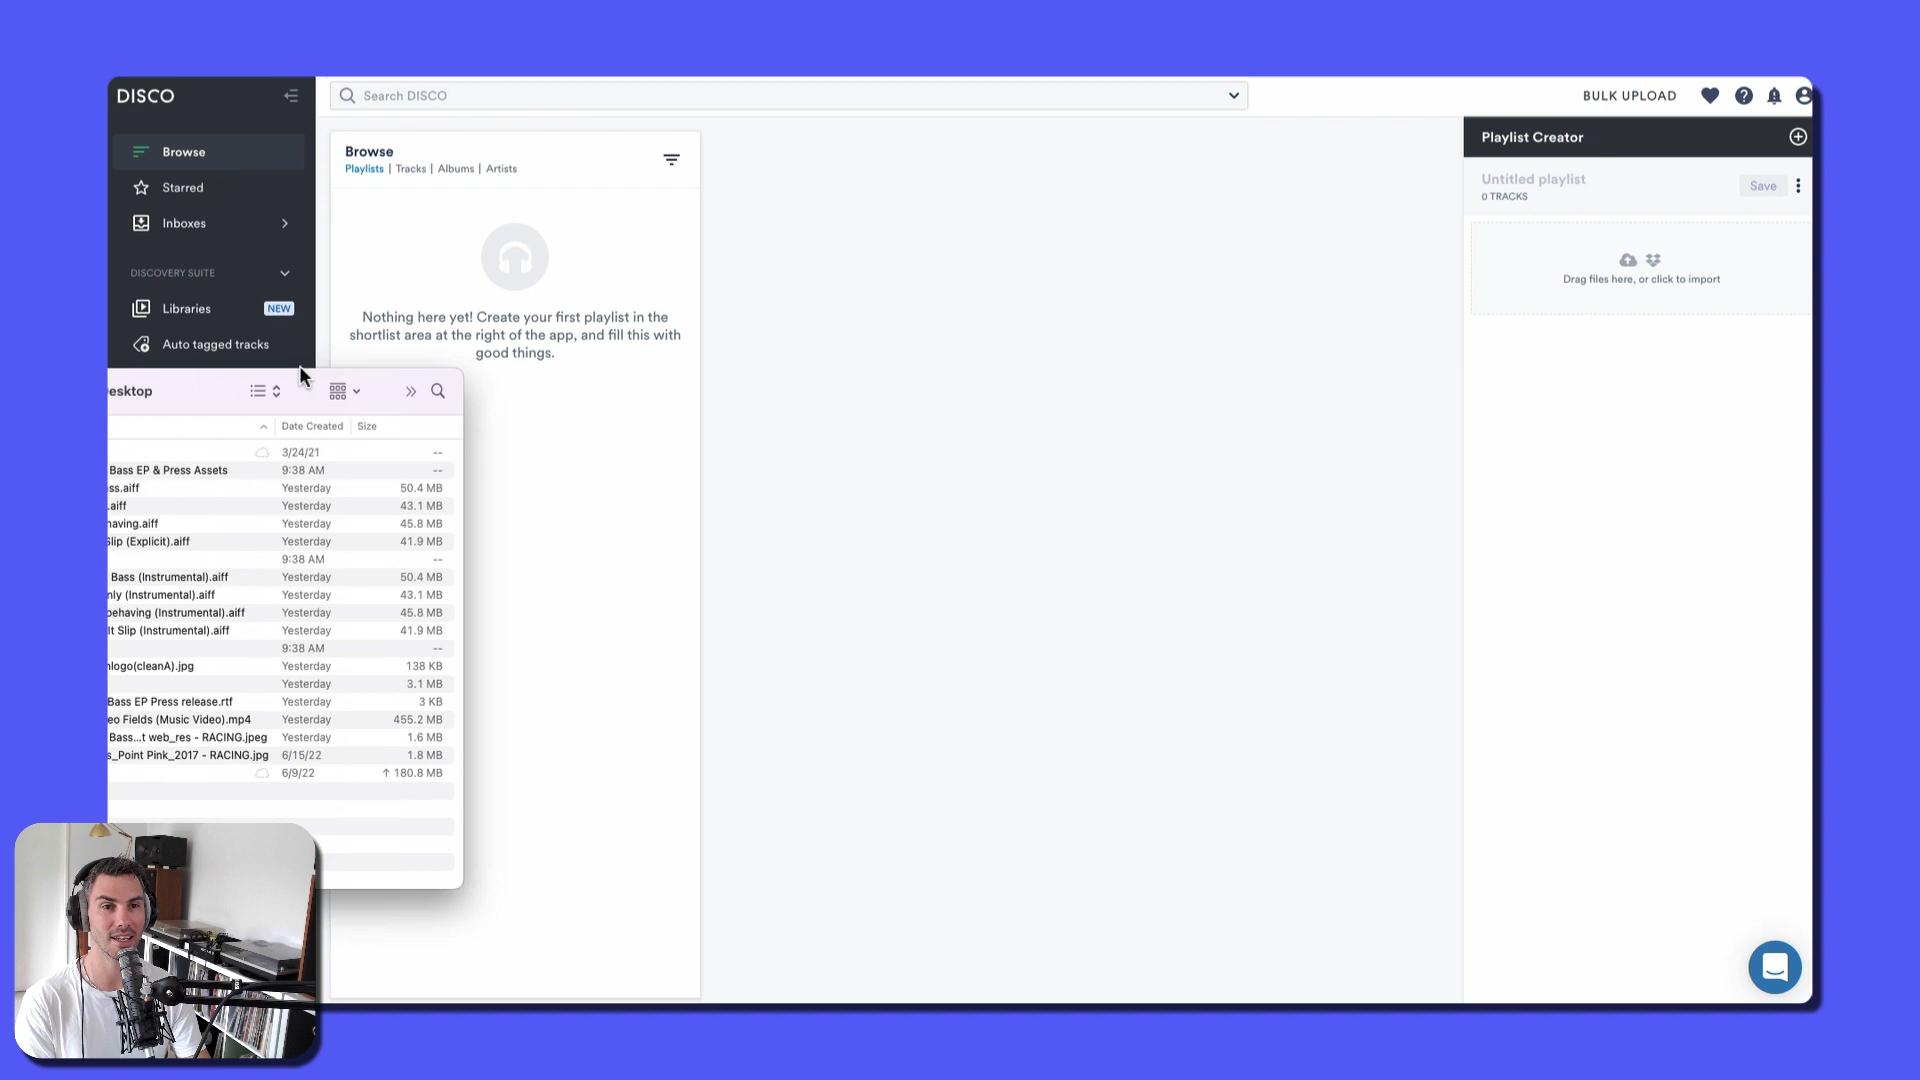 DISCO
Search DISCO
BULK UPLOAD
Browse
Starred
Inboxes
DISCOVERY SUITE
Libraries
NEW
Auto tagged tracks
Browse
Playlists | Tracks | Albums | Artists
Nothing here yet! Create your first playlist in the
shortlist area at the right of the app, and fill this with
good things.
Playlist Creator
Untitled playlist
0 TRACKS
Save
Drag files here, or click to import
esktop
Date Created
Size
3/24/21 --
Bass EP & Press Assets 9:38 AM --
ss.aiff Yesterday 50.4 MB
.aiff Yesterday 43.1 MB
having.aiff Yesterday 45.8 MB
Slip (Explicit).aiff Yesterday 41.9 MB
9:38 AM --
Bass (Instrumental).aiff Yesterday 50.4 MB
nly (Instrumental).aiff Yesterday 43.1 MB
behaving (Instrumental).aiff Yesterday 45.8 MB
It Slip (Instrumental).aiff Yesterday 41.9 MB
9:38 AM --
logo(cleanA).jpg Yesterday 138 KB
Yesterday 3.1 MB
Bass EP Press release.rtf Yesterday 3 KB
eo Fields (Music Video).mp4 Yesterday 455.2 MB
Bass...t web_res - RACING.jpeg Yesterday 1.6 MB
s_Point Pink_2017 - RACING.jpg 6/15/22 1.8 MB
6/9/22 ↑ 180.8 MB